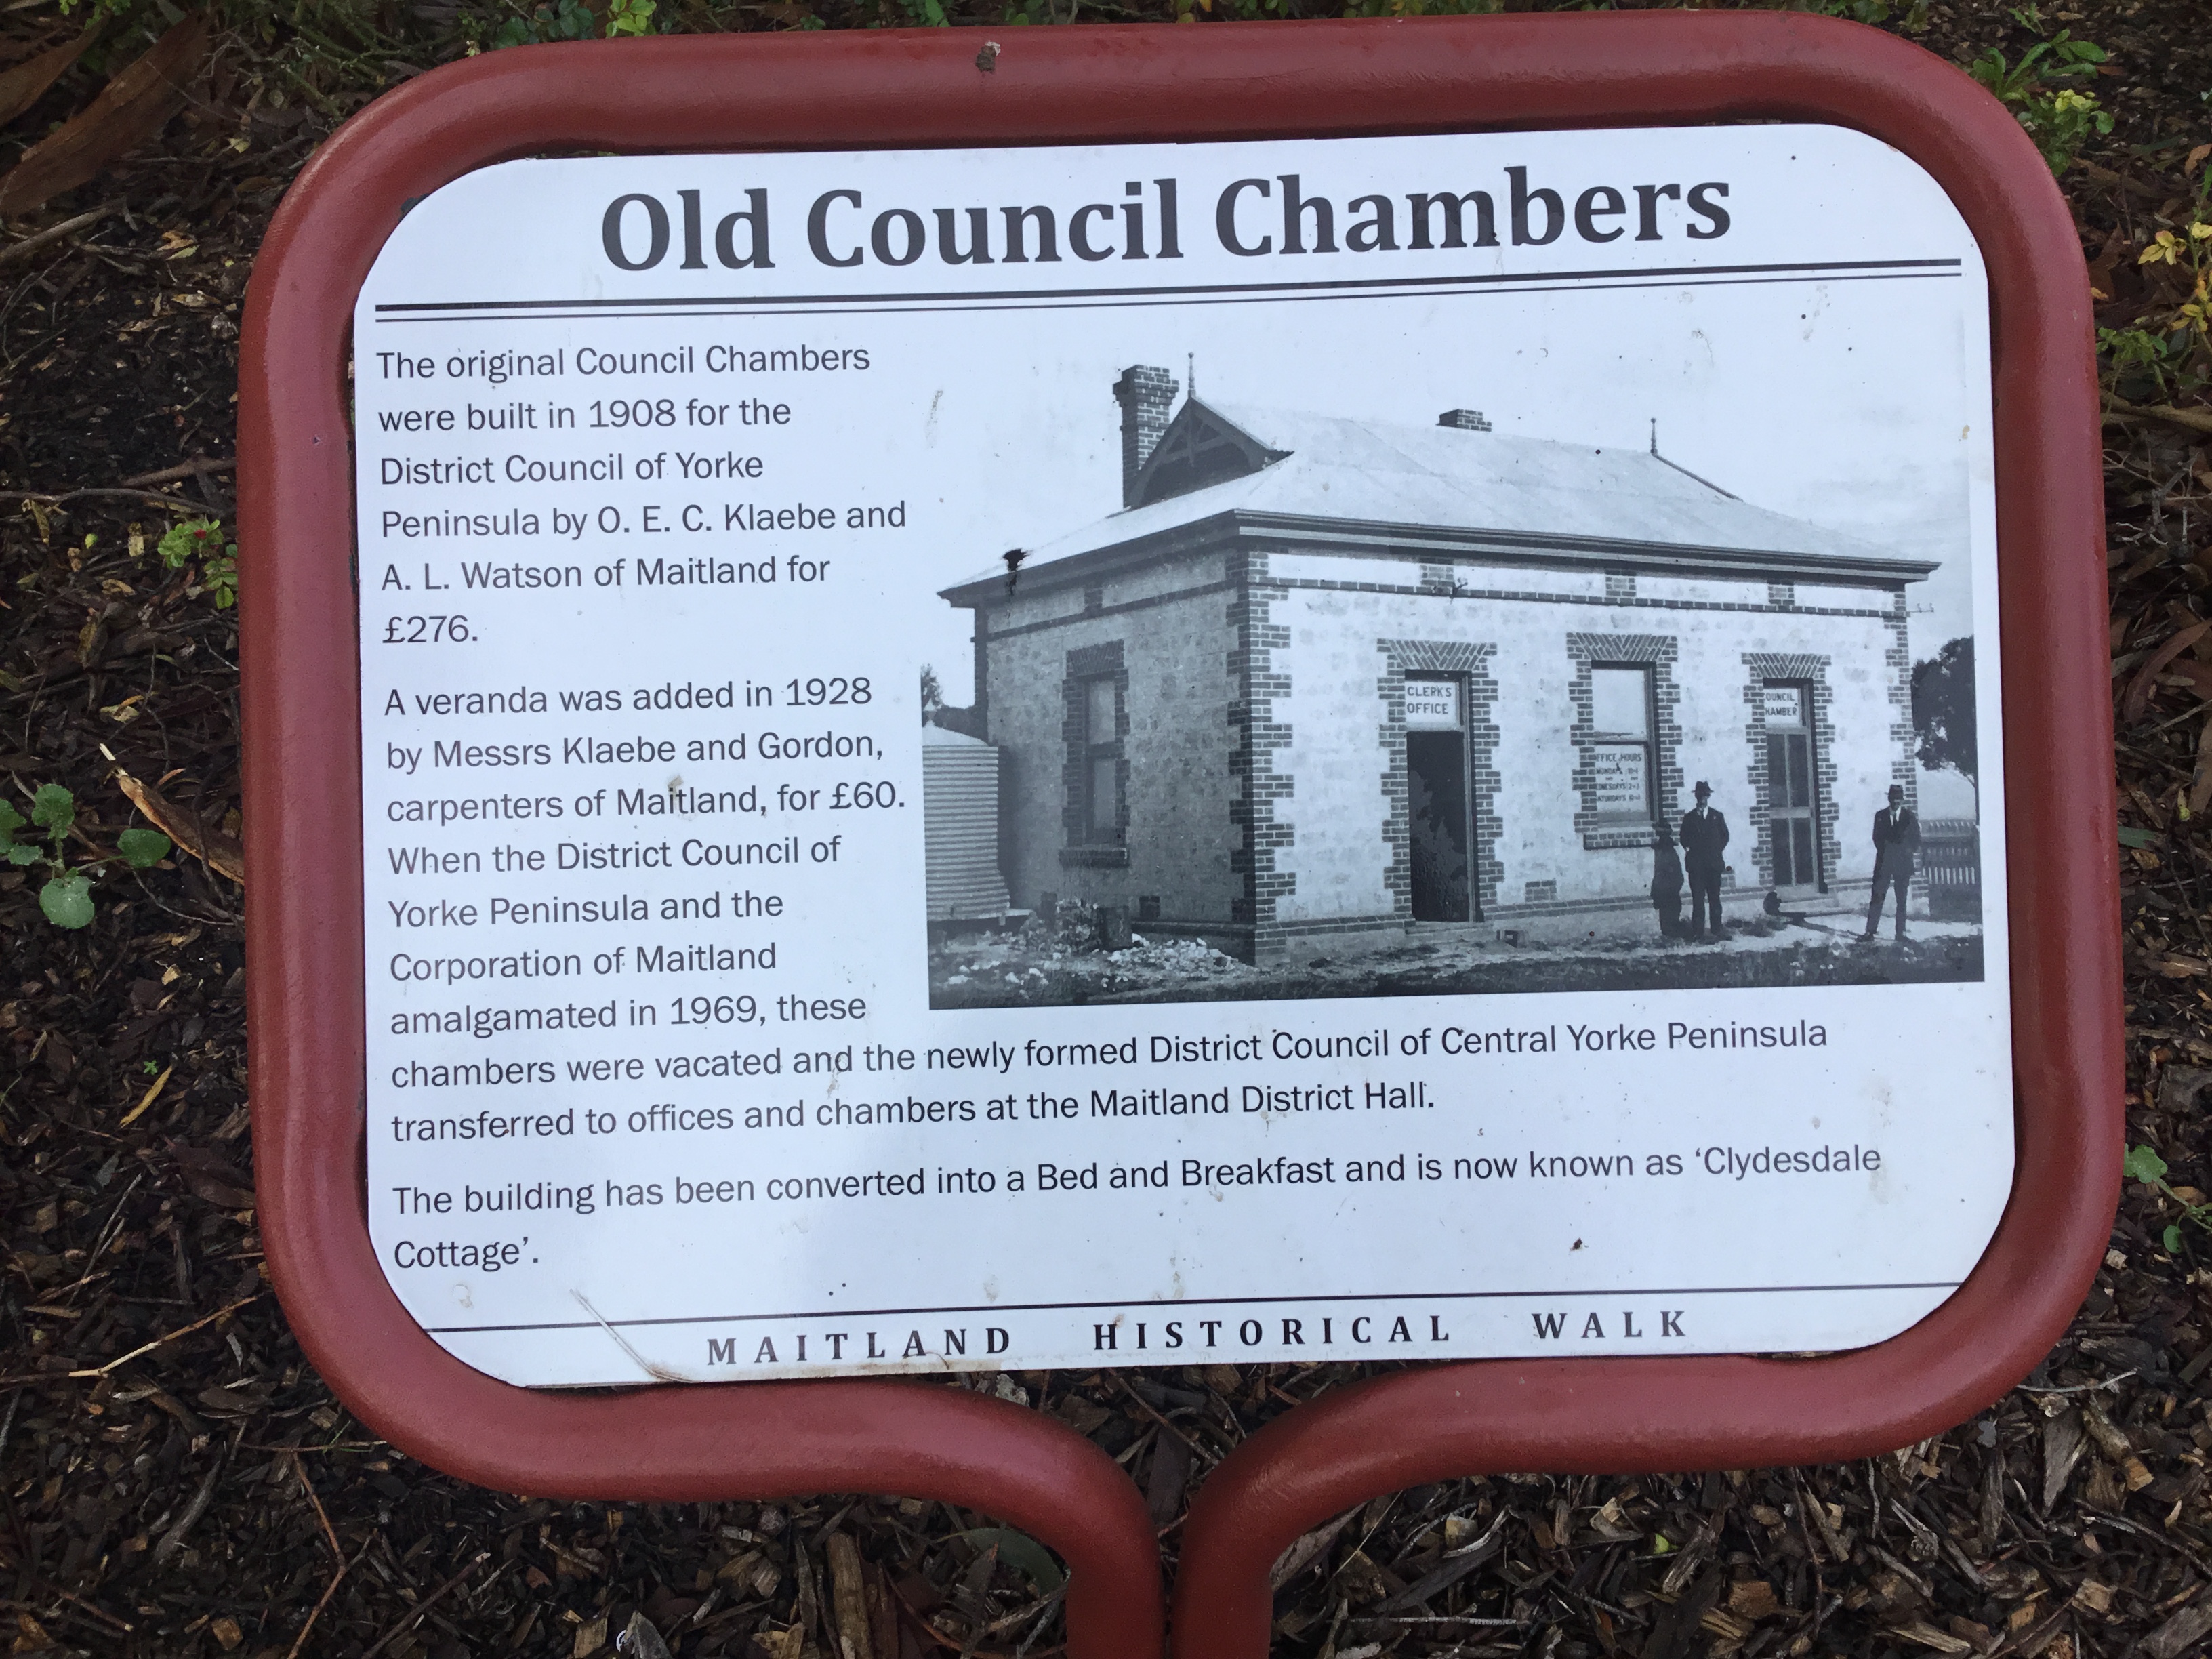 Old Council Chambers
The original Council Chambers
were built in 1908 for the
District Council of Yorke
Peninsula by O. E. C. Klaebe and
A. L. Watson of Maitland for
£276.
A veranda was added in 1928
by Messrs Klaebe and Gordon,
carpenters of Maitland, for £60.
When the District Council of
Yorke Peninsula and the
Corporation of Maitland
amalgamated in 1969, these
chambers were vacated and the newly formed District Council of Central Yorke Peninsula
transferred to offices and chambers at the Maitland District Hall.
The building has been converted into a Bed and Breakfast and is now known as ‘Clydesdale
Cottage’.
CLERKS
OFFICE
OUNCIL
HAMBER
FFICE HOURS
MAITLAND HISTORICAL WALK